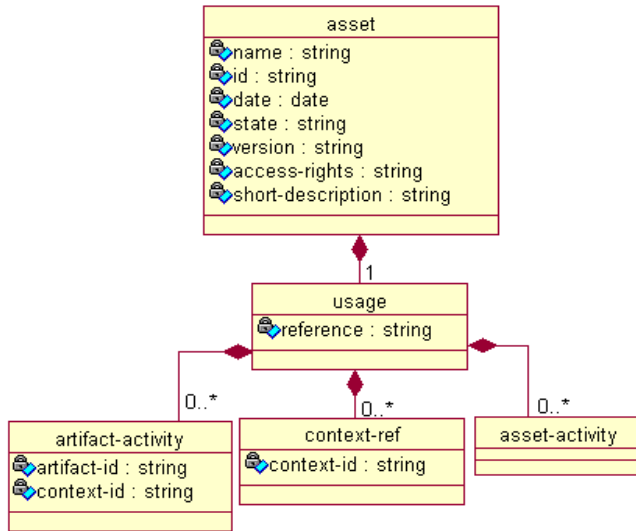 asset
name : string
id : string
date : date
state : string
version : string
access-rights : string
short-description : string
1
usage
reference : string
0..*
0..*
0..*
artifact-activity
artifact-id : string
context-id : string
context-ref
context-id : string
asset-activity